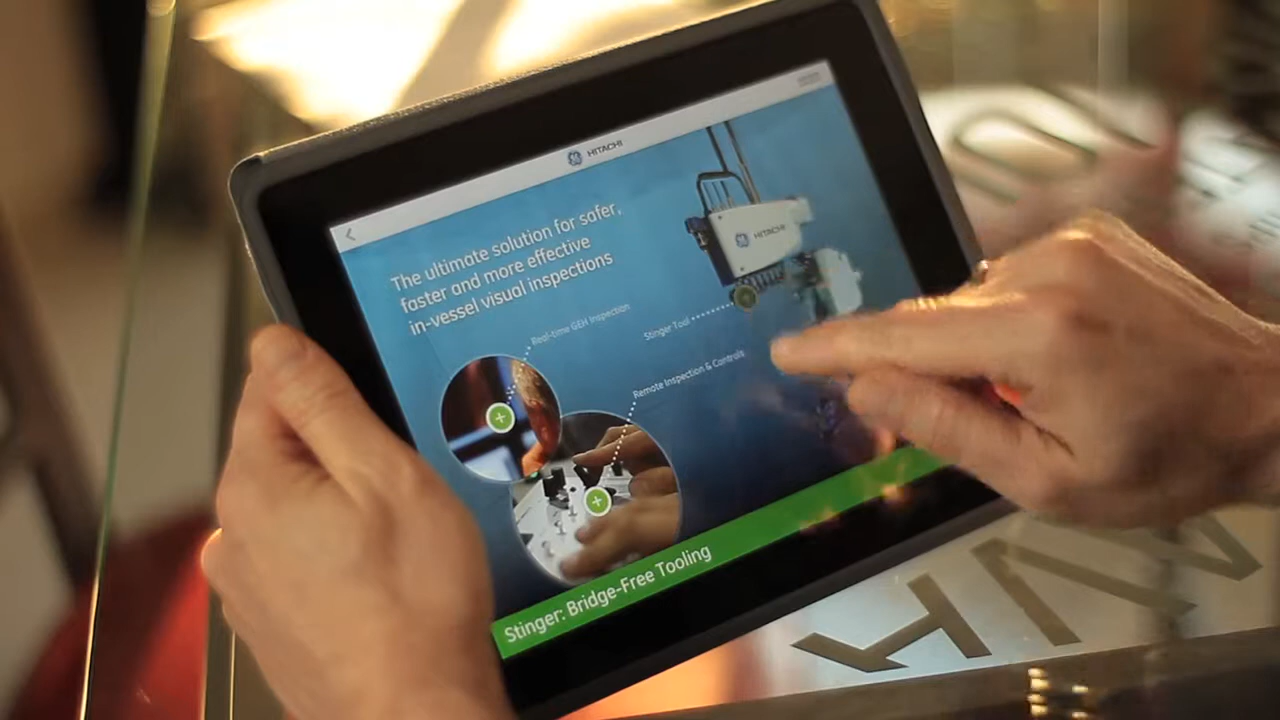 HITACHI
The ultimate solution for safer,
faster and more effective
in-vessel visual inspections
HITACHI
Real-time GEH Inspection
Stinger Tool
Remote Inspection & Controls
Stinger: Bridge-Free Tooling